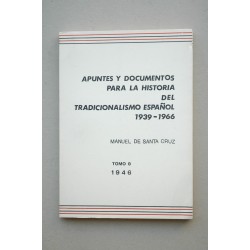 APUNTES Y DOCUMENTOS
PARA LA HISTORIA
DEL
TRADICIONALISMO ESPAÑOL
1939-1966
MANUEL DE SANTA CRUZ
TOMO 8
1946